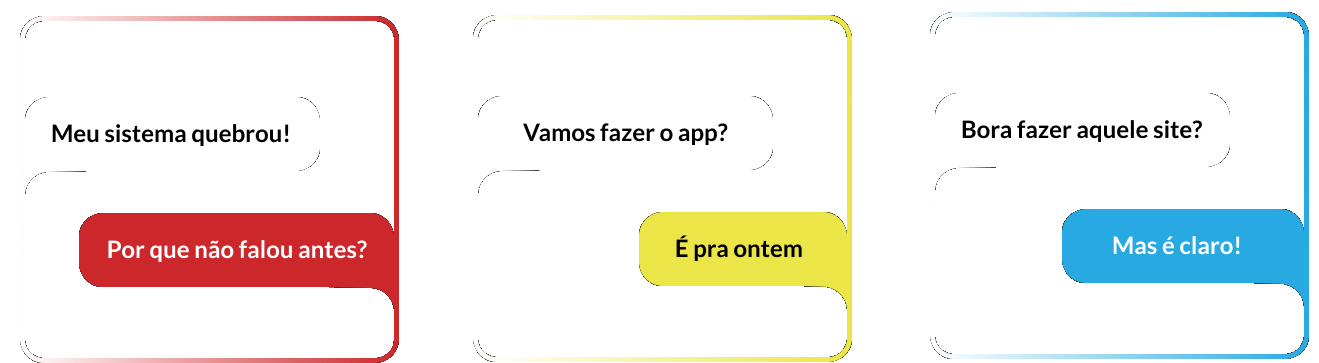 Meu sistema quebrou!
Por que não falou antes?
Vamos fazer o app?
É pra ontem
Bora fazer aquele site?
Mas é claro!